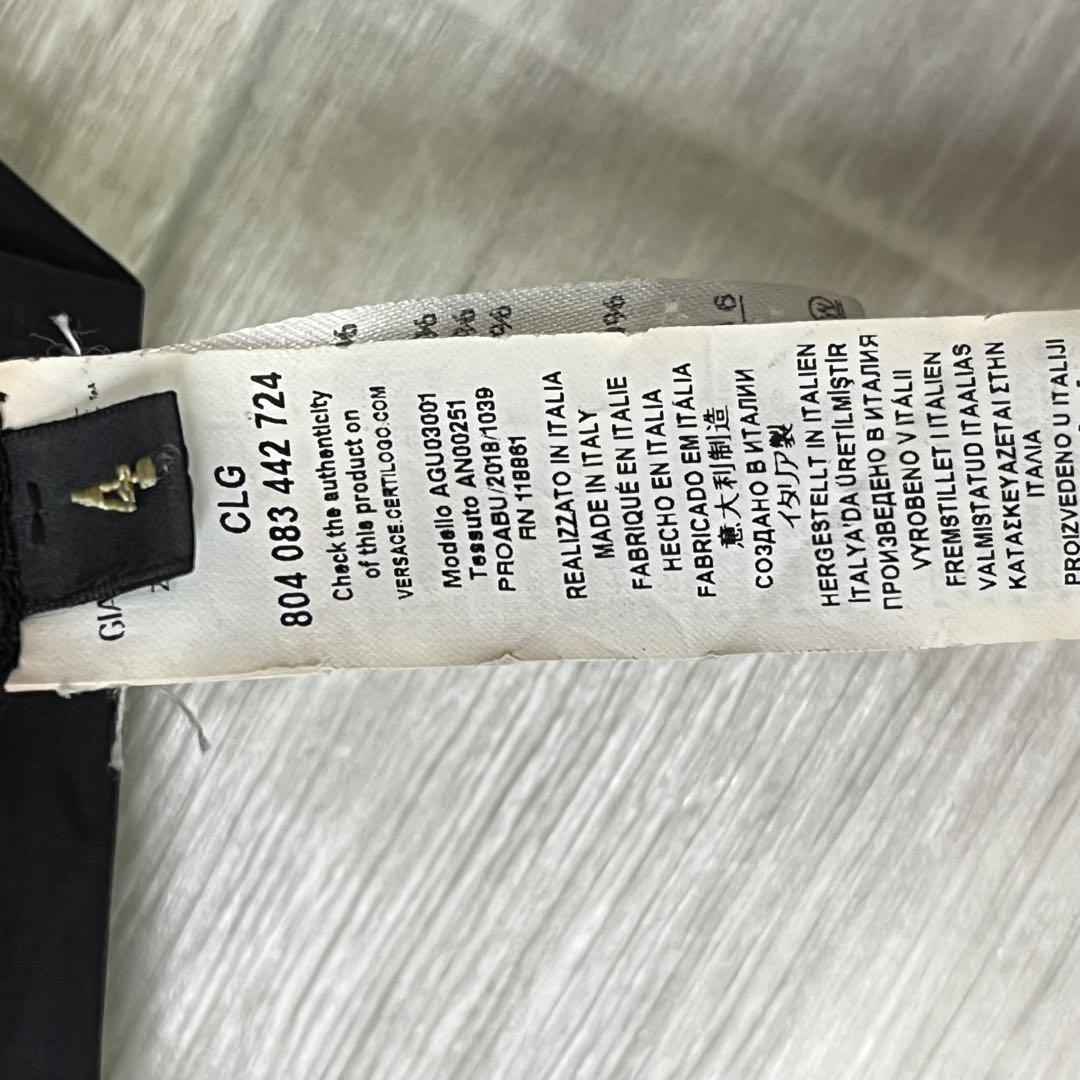 4
GIA
CLG
804 083 442 724
Check the authenticity
of this product on
VERSACE.CERTILOGO.COM
Modello AGU03001
Tessuto AN00251
PROABU/2018/1039
RN 118861
REALIZZATO IN ITALIA
MADE IN ITALY
FABRIQUÉ EN ITALIE
HECHO EN ITALIA
FABRICADO EM ITÁLIA
意大利制造
СОЗДАНО В ИТАЛИИ
イタリア製
HERGESTELLT IN ITALIEN
İTALYA'DA ÜRETİLMİŞTİR
ПРОИЗВЕДЕНО В ИТАЛИЯ
VYROBENO V ITÁLII
FREMSTILLET I ITALIEN
VALMISTATUD ITAALIAS
ΚΑΤΑΣΚΕΥΑΖΕΤΑΙ ΣΤΗΝ
ΙΤΑΛΙΑ
PROIZVEDENO U ITALIJI